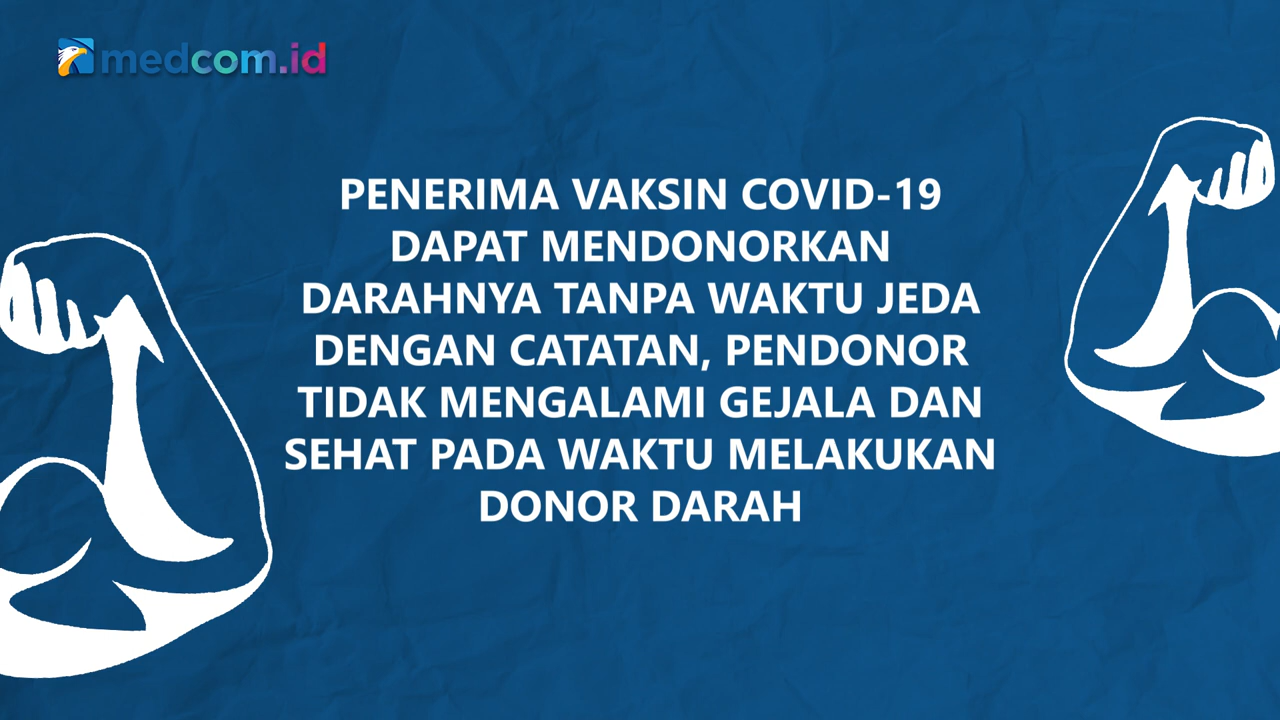 medcom.id
PENERIMA VAKSIN COVID-19
DAPAT MENDONORKAN
DARAHNYA TANPA WAKTU JEDA
DENGAN CATATAN, PENDONOR
TIDAK MENGALAMI GEJALA DAN
SEHAT PADA WAKTU MELAKUKAN
DONOR DARAH